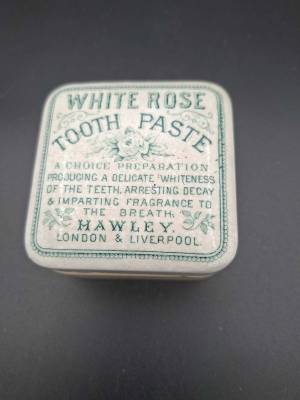 WHITE ROSE
TOOTH PASTE
A CHOICE PREPARATION
PRODUCING A DELICATE WHITENESS
OF THE TEETH, ARRESTING DECAY
& IMPARTING FRAGRANCE TO
THE BREATH.
HAWLEY.
LONDON & LIVERPOOL.